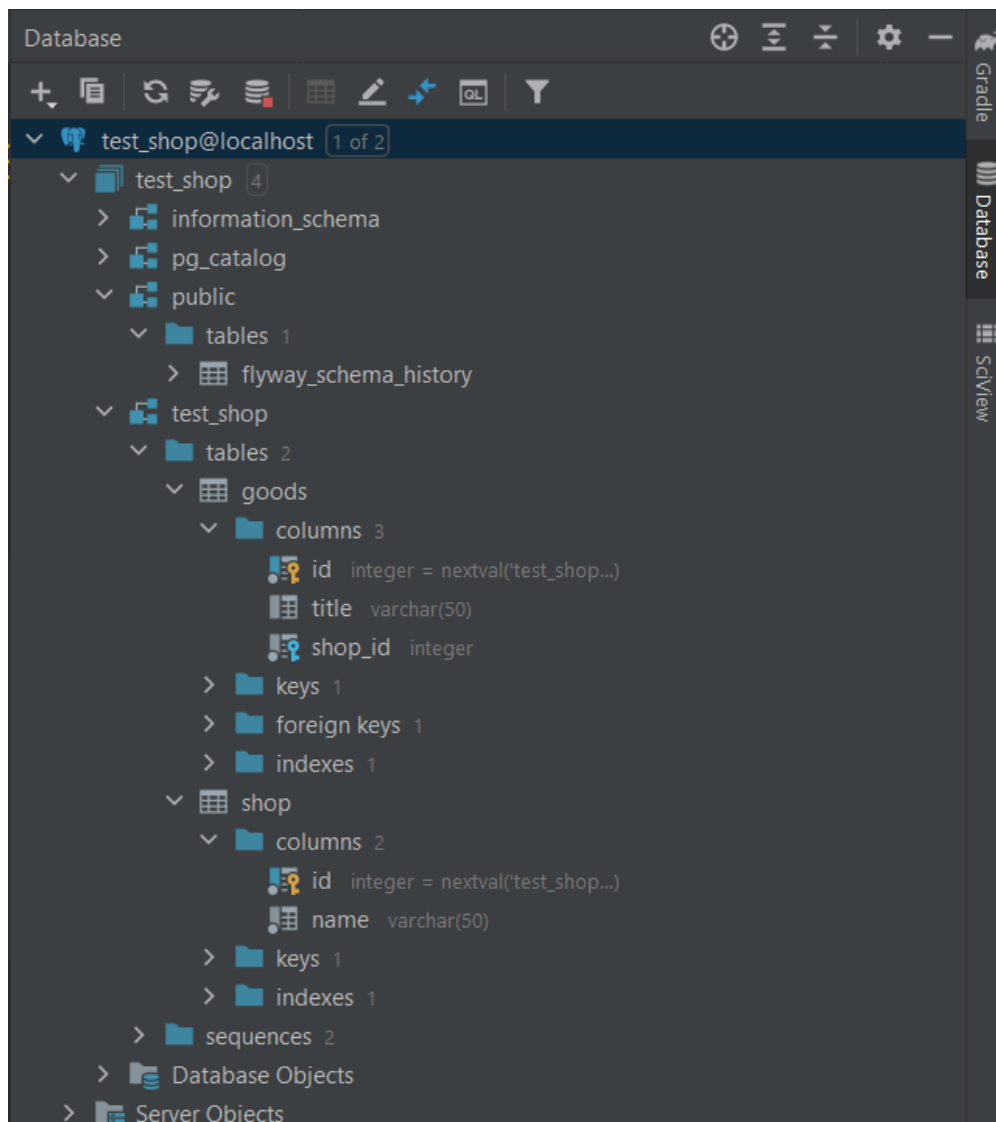 Database
QL
test_shop@localhost 1 of 2
test_shop 4
information_schema
pg_catalog
public
tables 1
flyway_schema_history
test_shop
tables 2
goods
columns 3
id integer = nextval('test_shop...)
title varchar(50)
shop_id integer
keys 1
foreign keys 1
indexes 1
shop
columns 2
id integer = nextval('test_shop...)
name varchar(50)
keys 1
indexes 1
sequences 2
Database Objects
Server Objects
Gradle
Database
SciView